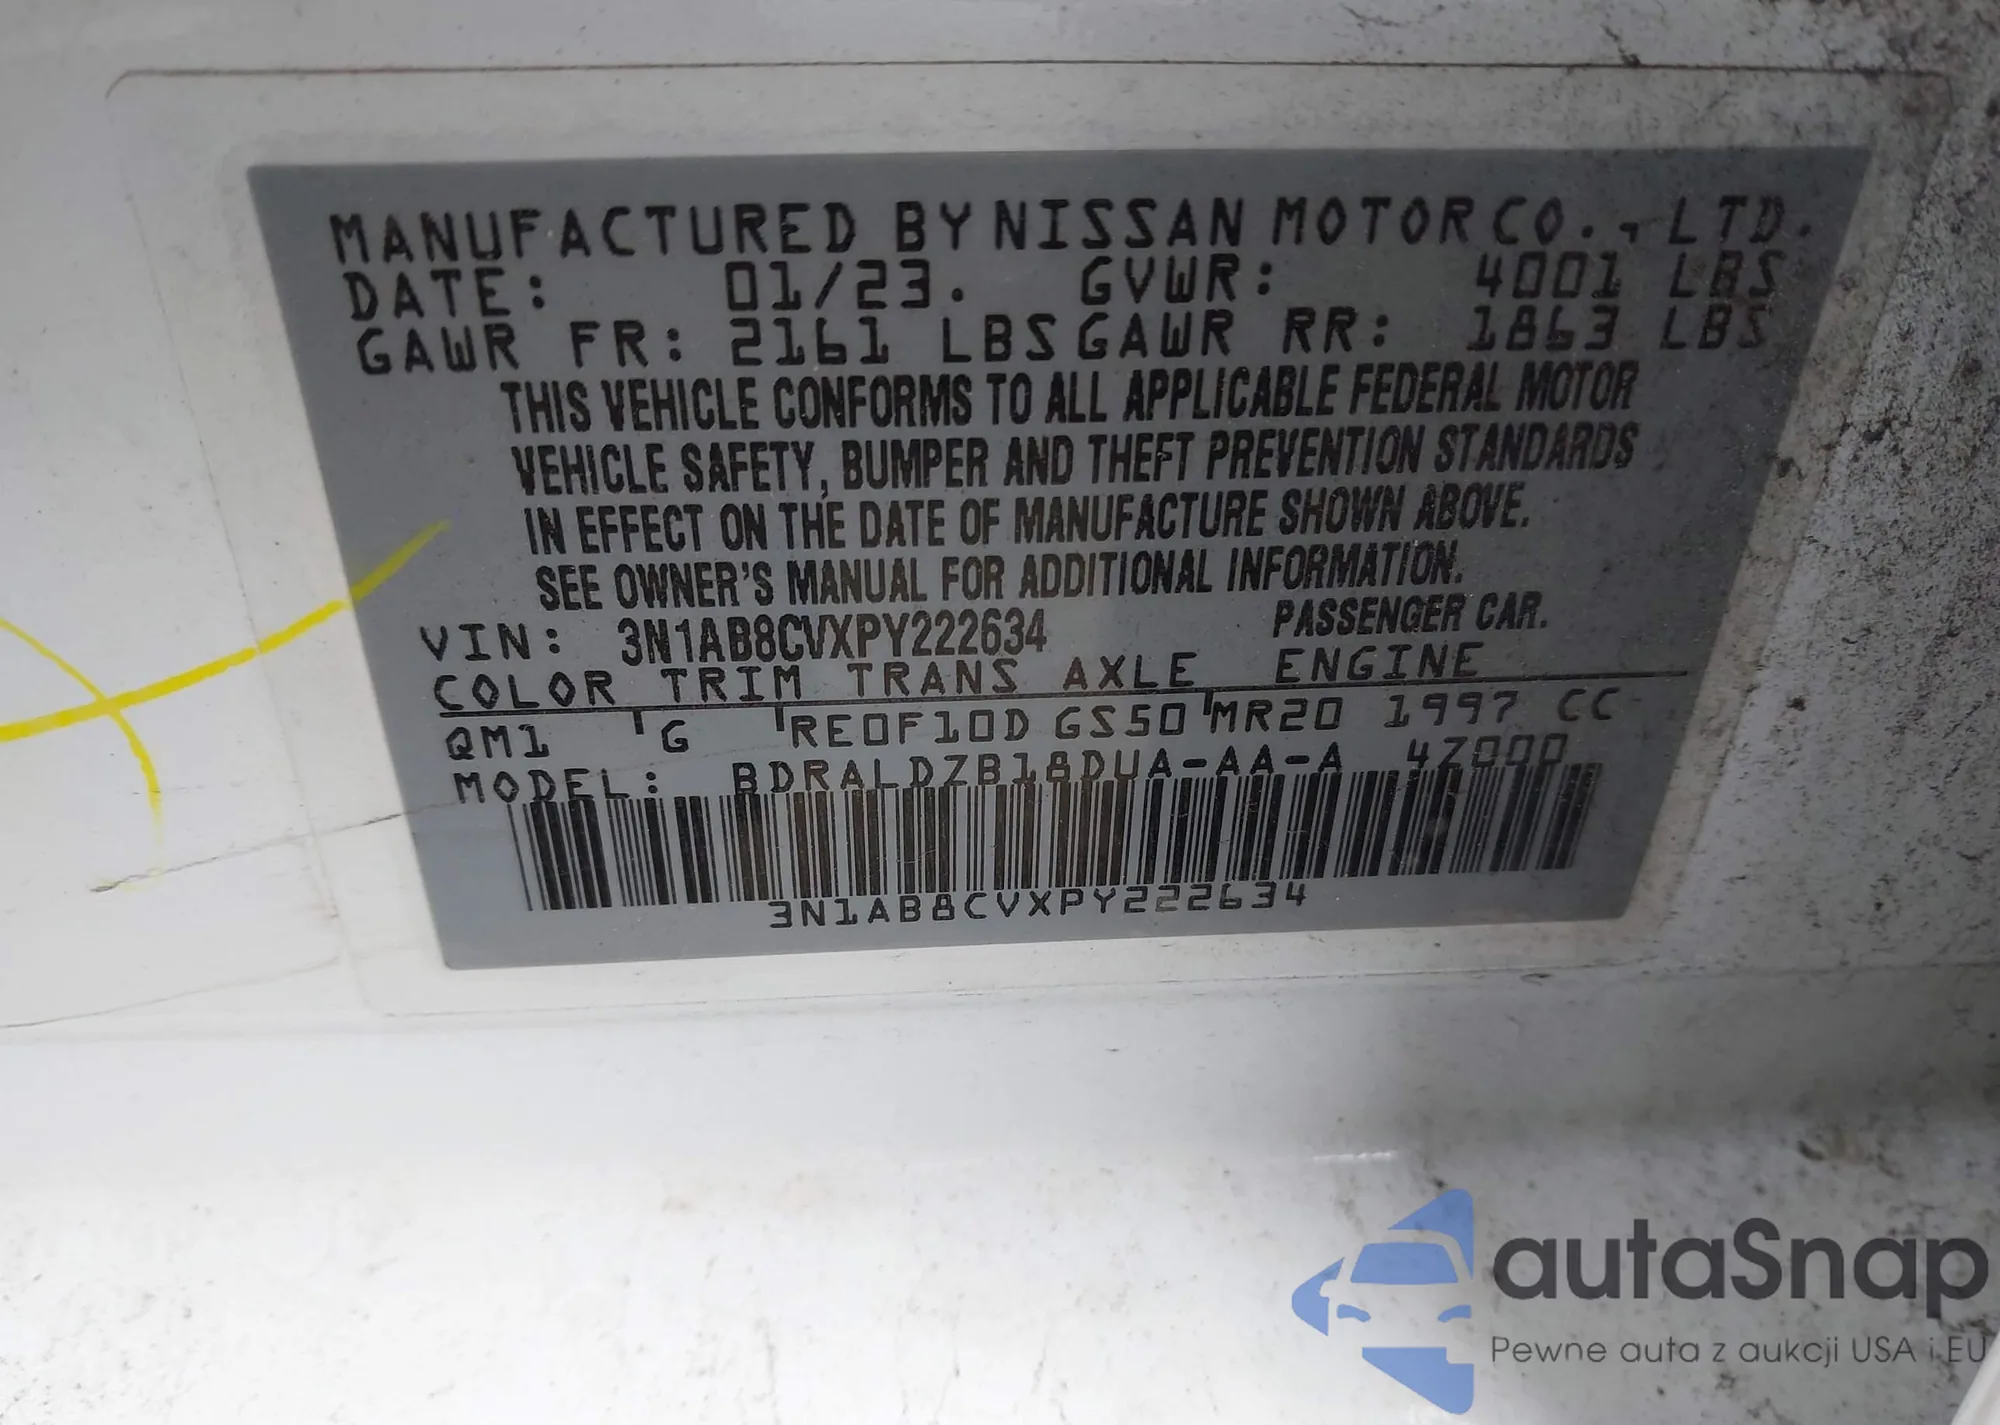 MANUFACTURED BY NISSAN MOTOR CO., LTD.
DATE: 01/23. GVWR: 4001 LBS
GAWR FR: 2161 LBS GAWR RR: 1863 LBS
THIS VEHICLE CONFORMS TO ALL APPLICABLE FEDERAL MOTOR
VEHICLE SAFETY, BUMPER AND THEFT PREVENTION STANDARDS
IN EFFECT ON THE DATE OF MANUFACTURE SHOWN ABOVE.
SEE OWNER'S MANUAL FOR ADDITIONAL INFORMATION.
VIN: 3N1AB8CVXPY222634 PASSENGER CAR.
COLOR TRIM TRANS AXLE ENGINE
QM1 G RE0F10D GS50 MR20 1997 CC
MODEL: BDRALDZB18DUA-AA-A 4Z000
3N1AB8CVXPY222634
autoSnap
Pewne auta z aukcji USA i EU